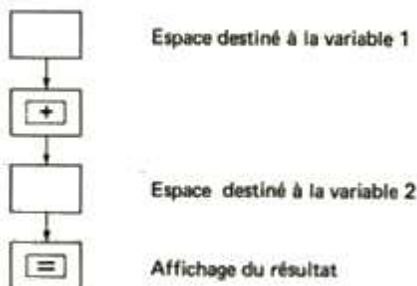 Espace destiné à la variable 1
+
Espace destiné à la variable 2
=
Affichage du résultat